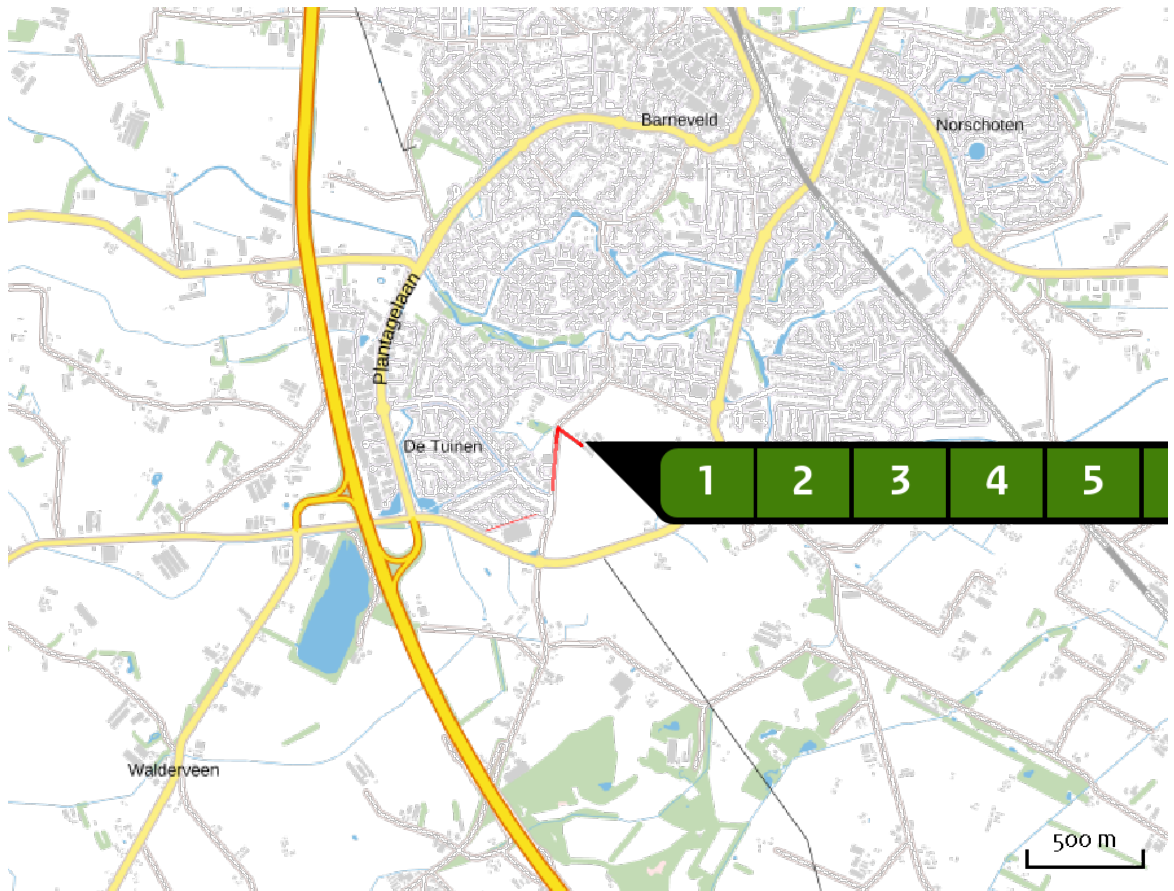 Barneveld
Norschoten
Plantagelaan
De Tuinen
1 2 3 4 5
Walderveen
500 m